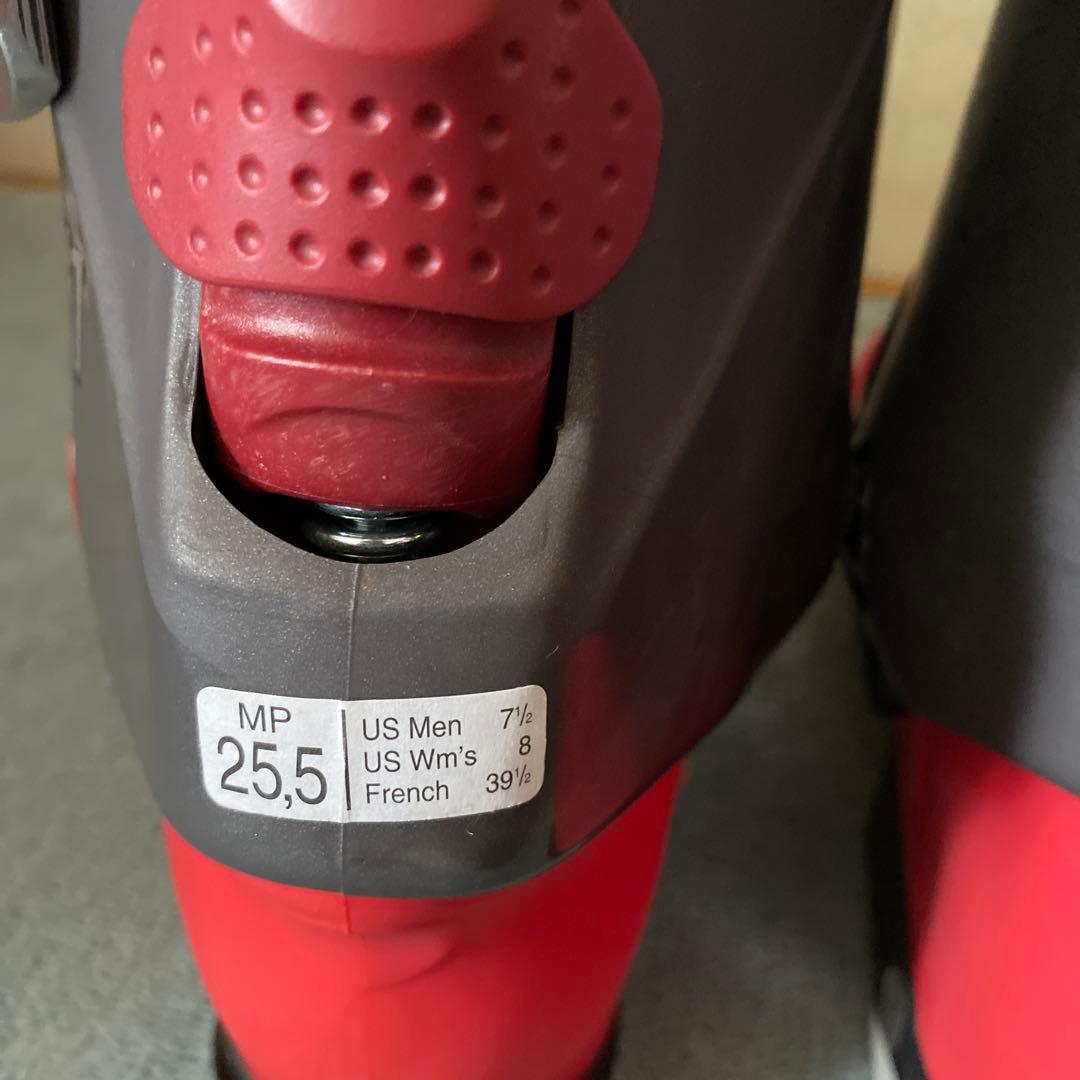 MP
25,5
US Men 7½
US Wm's 8
French 39½